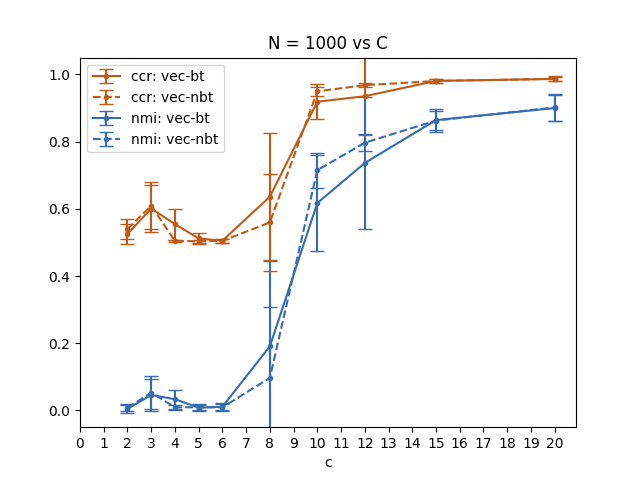 N = 1000 vs C
ccr: vec-bt
ccr: vec-nbt
nmi: vec-bt
nmi: vec-nbt
1.0
0.8
0.6
0.4
0.2
0.0
0 1 2 3 4 5 6 7 8 9 10 11 12 13 14 15 16 17 18 19 20
c